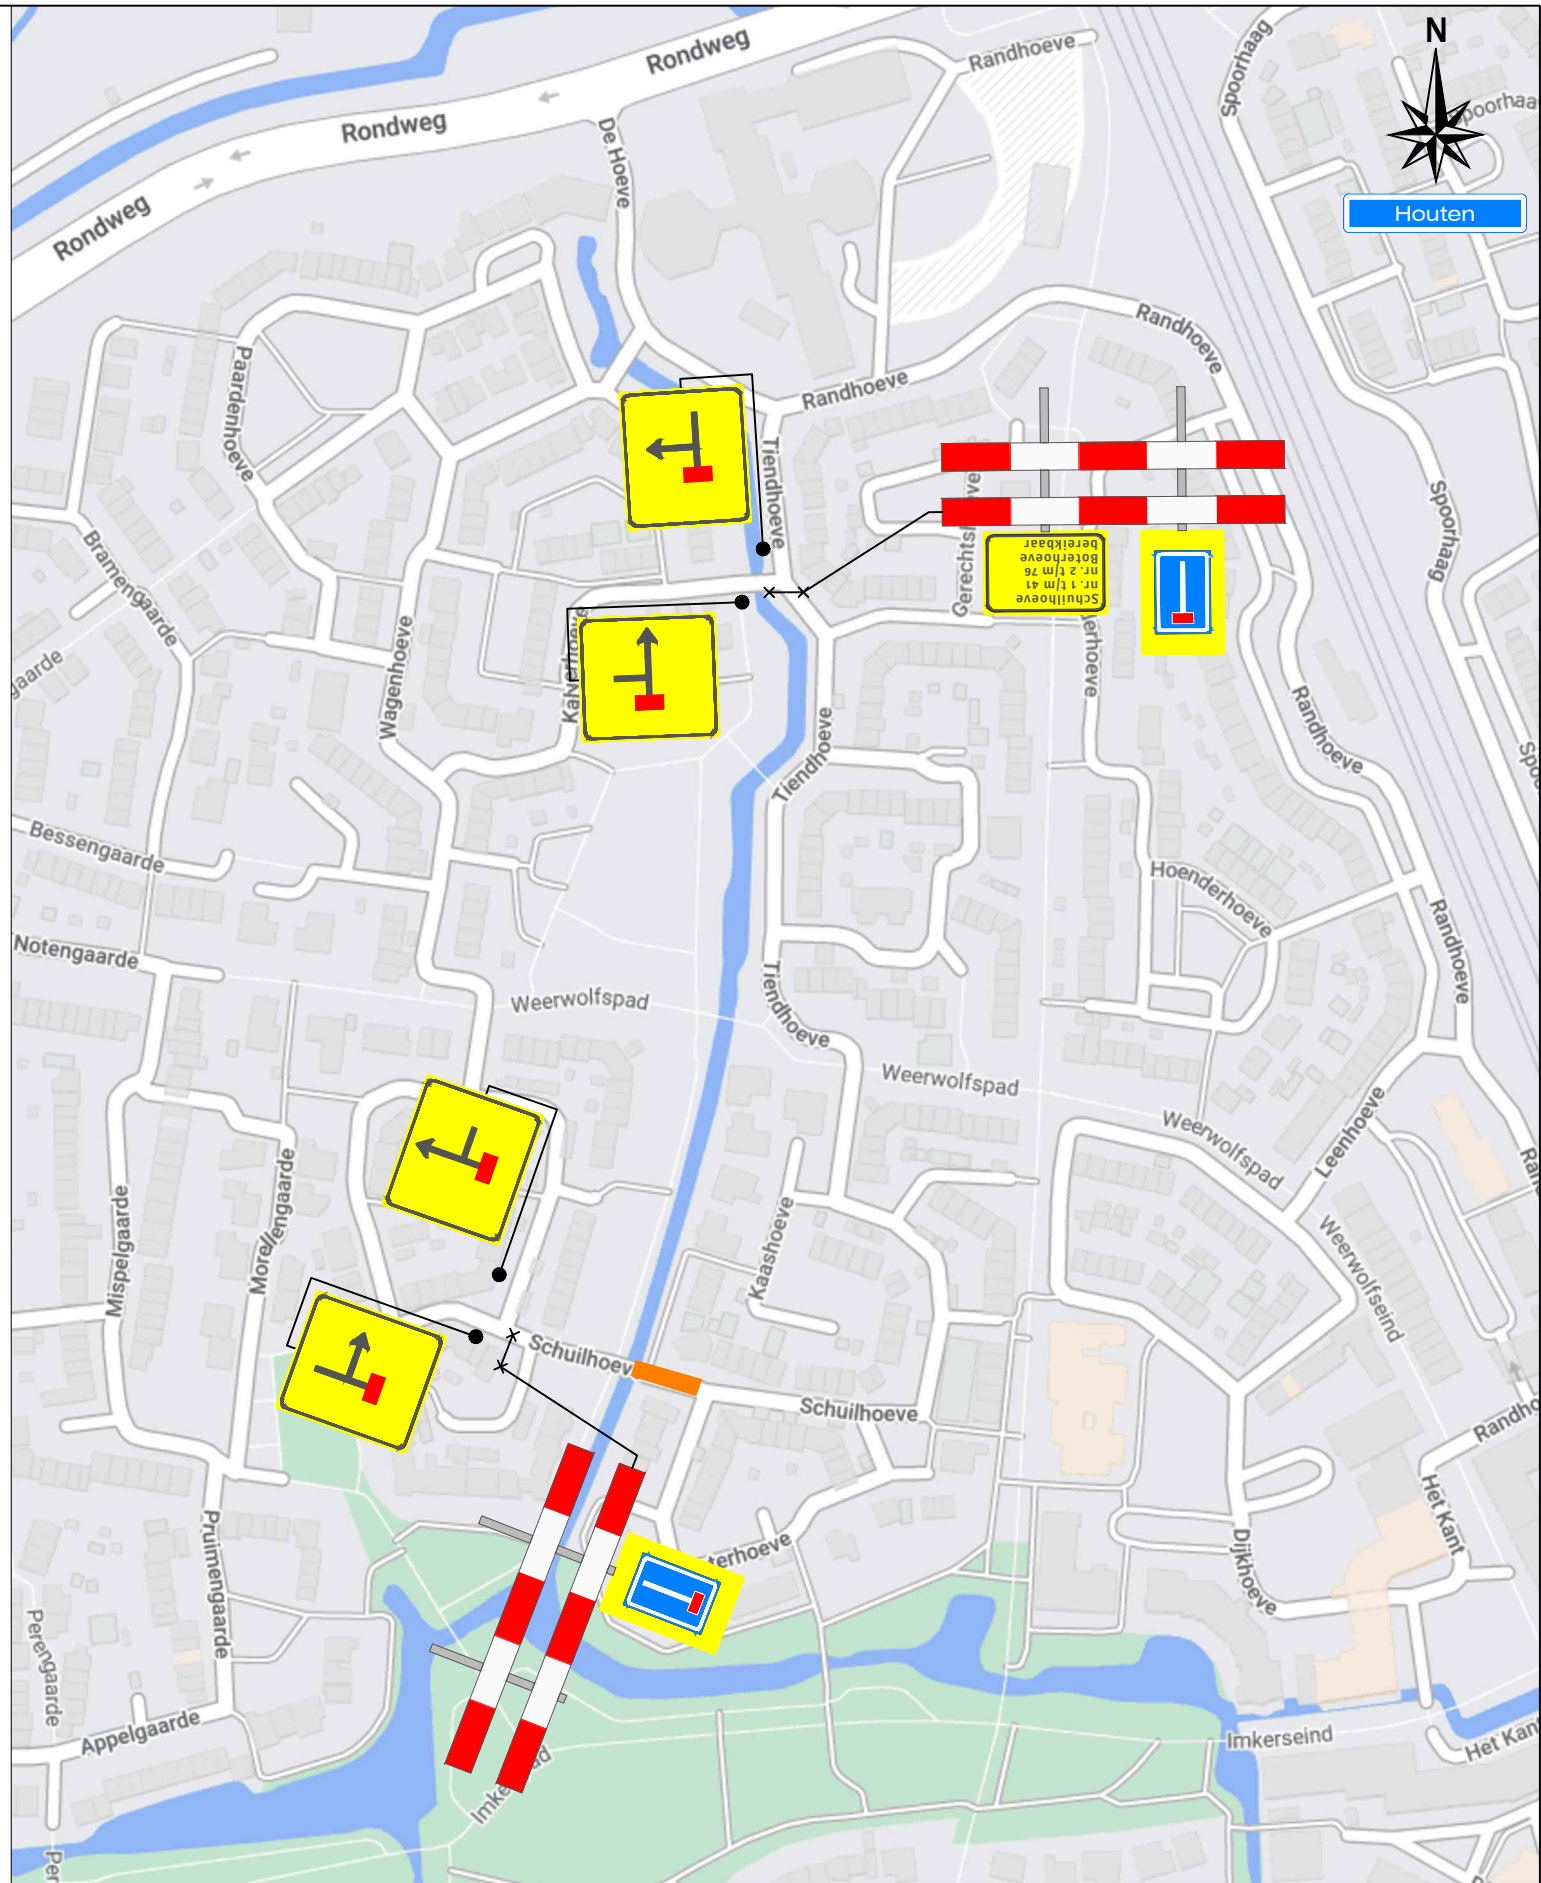 N
Houten
Rondweg
Rondweg
Rondweg
De Hoeve
Randhoeve
Spoorhaag
Randhoeve
Randhoeve
Paardenhoeve
Tiendhoeve
Spoorhaag
Bramengaarde
Schuilhoeve
nr. 1 t/m 41
nr. 2 t/m 76
Boterhoeve
bereikbaar
Wagenhoeve
Randhoeve
Tiendhoeve
Bessengaarde
Hoenderhoeve
Notengaarde
Randhoeve
Weerwolfspad
Tiendhoeve
Weerwolfspad
Weerwolfspad
Leenhoeve
Mispelgaarde
Morellengaarde
Kaashoeve
Weerwolfseind
Schuilhoev
Schuilhoeve
Het Kant
Dijkhoeve
Pruimengaarde
Perengaarde
Appelgaarde
Imkerseind
Het Kan